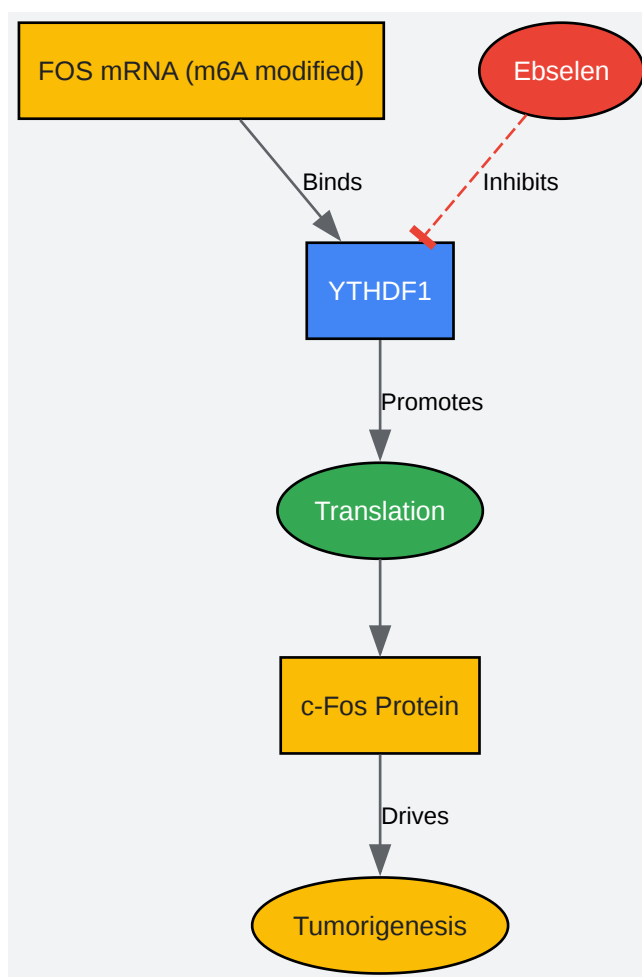 FOS mRNA (m6A modified)
Ebselen
Binds
Inhibits
YTHDF1
Promotes
Translation
c-Fos Protein
Drives
Tumorigenesis